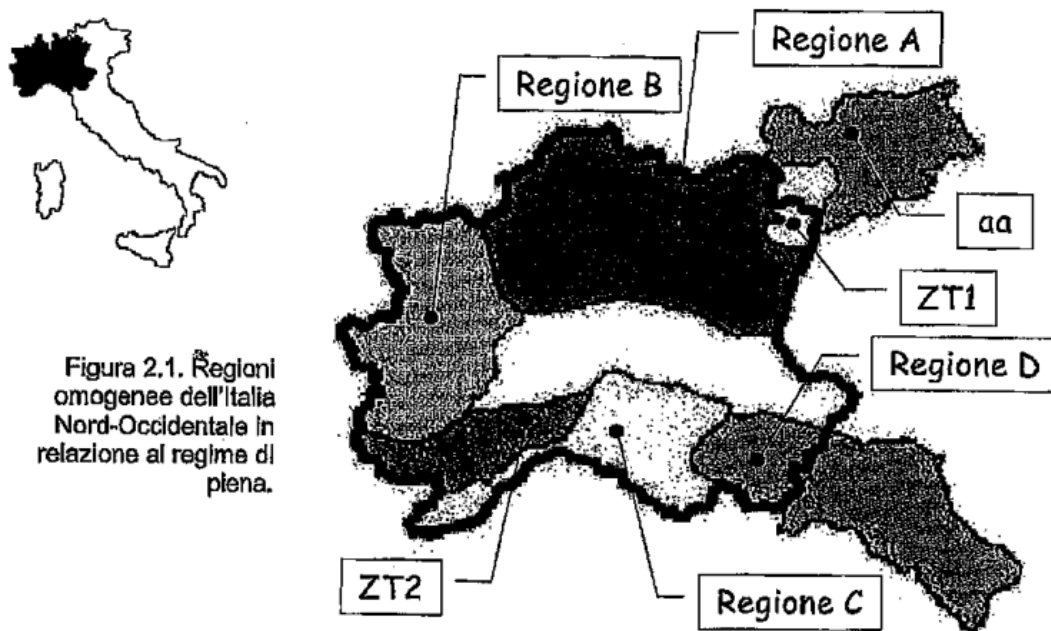 Regione A
Regione B
aa
ZT1
Regione D
Figura 2.1. Regioni
omogenee dell'Italia
Nord-Occidentale in
relazione al regime di
piena.
ZT2
Regione C